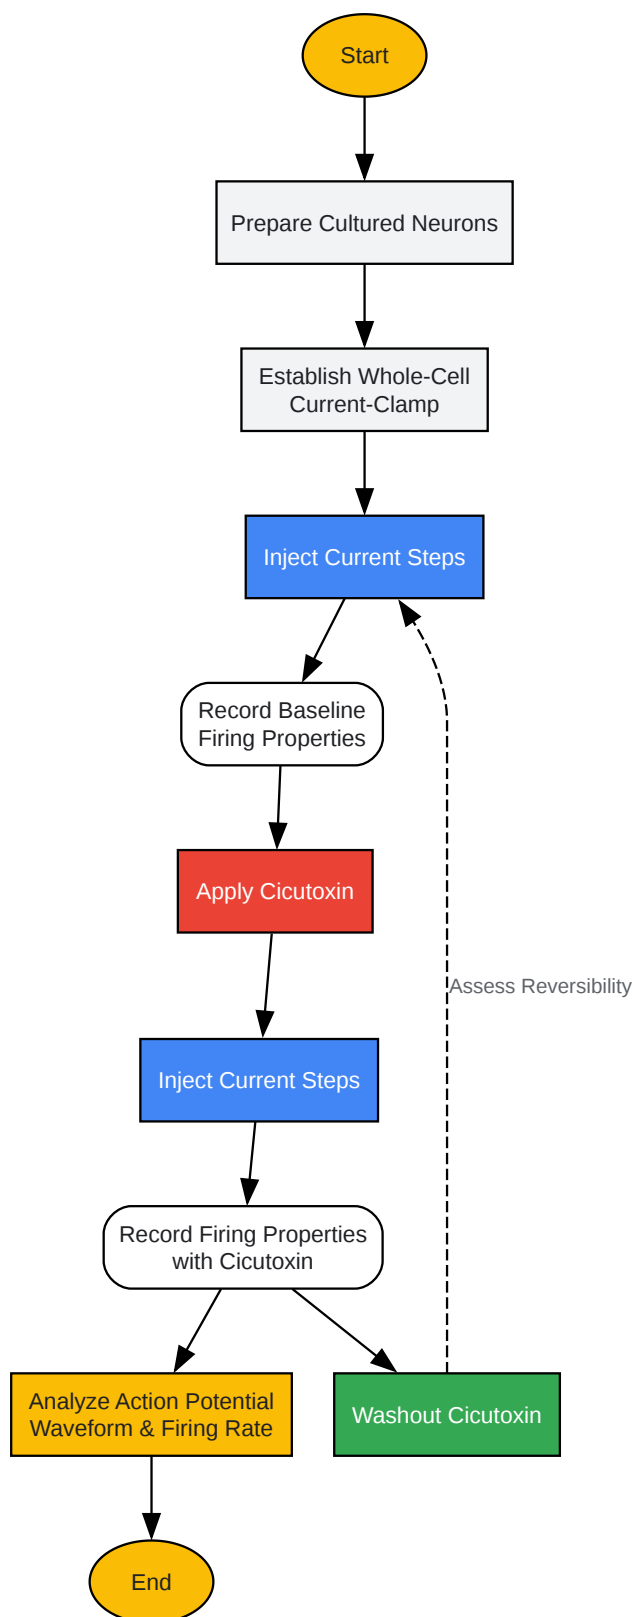 Start
Prepare Cultured Neurons
Establish Whole-Cell
Current-Clamp
Inject Current Steps
Record Baseline
Firing Properties
Apply Cicutoxin
Assess Reversibility
Inject Current Steps
Record Firing Properties
with Cicutoxin
Analyze Action Potential
Waveform & Firing Rate
Washout Cicutoxin
End